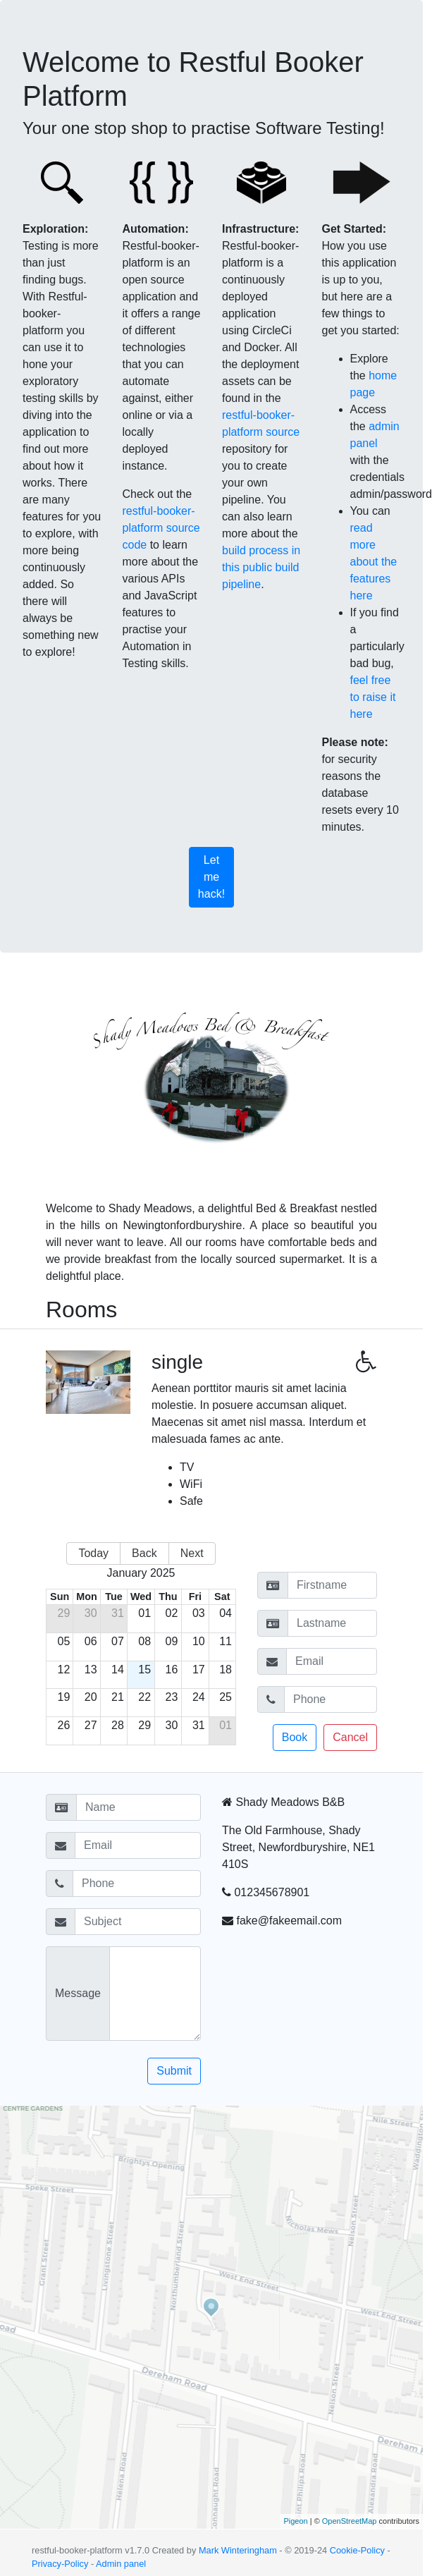 Welcome to Restful Booker
Platform
Your one stop shop to practise Software Testing!
{{ }}
Exploration:
Testing is more
than just
finding bugs.
With Restful-
booker-
platform you
can use it to
hone your
exploratory
testing skills by
diving into the
application to
find out more
about how it
works. There
are many
features for you
to explore, with
more being
continuously
added. So
there will
always be
something new
to explore!
Automation:
Restful-booker-
platform is an
open source
application and
it offers a range
of different
technologies
that you can
automate
against, either
online or via a
locally
deployed
instance.
Check out the
restful-booker-
platform source
code to learn
more about the
various APIs
and JavaScript
features to
practise your
Automation in
Testing skills.
Infrastructure:
Restful-booker-
platform is a
continuously
deployed
application
using CircleCi
and Docker. All
the deployment
assets can be
found in the
restful-booker-
platform source
repository for
you to create
your own
pipeline. You
can also learn
more about the
build process in
this public build
pipeline.
Get Started:
How you use
this application
is up to you,
but here are a
few things to
get you started:
Explore
the home
page
Access
the admin
panel
with the
credentials
admin/password
You can
read
more
about the
features
here
If you find
a
particularly
bad bug,
feel free
to raise it
here
Please note:
for security
reasons the
database
resets every 10
minutes.
Let
me
hack!
Shady Meadows Bed & Breakfast
Welcome to Shady Meadows, a delightful Bed & Breakfast nestled
in the hills on Newingtonfordburyshire. A place so beautiful you
will never want to leave. All our rooms have comfortable beds and
we provide breakfast from the locally sourced supermarket. It is a
delightful place.
Rooms
single
Aenean porttitor mauris sit amet lacinia
molestie. In posuere accumsan aliquet.
Maecenas sit amet nisl massa. Interdum et
malesuada fames ac ante.
TV
WiFi
Safe
Today Back Next
January 2025
Sun Mon Tue Wed Thu Fri Sat
29 30 31 01 02 03 04
05 06 07 08 09 10 11
12 13 14 15 16 17 18
19 20 21 22 23 24 25
26 27 28 29 30 31 01
Firstname
Lastname
Email
Phone
Book Cancel
Name
Email
Phone
Subject
Message
Submit
Shady Meadows B&B
The Old Farmhouse, Shady
Street, Newfordburyshire, NE1
410S
012345678901
fake@fakeemail.com
CENTRE GARDENS
Nile Street
Waddington St
Brightys Opening
Speke Street
Nelson Street
Nicholas Mews
Grant Street
Livingstone Street
Northumberland Street
West End Street
West End Street
oad
Dereham Road
Nelson Street
Dereham Ro
Helena Road
Connaught Road
int Philips Road
Alexandra Road
Pigeon | © OpenStreetMap contributors
restful-booker-platform v1.7.0 Created by Mark Winteringham - © 2019-24 Cookie-Policy -
Privacy-Policy - Admin panel